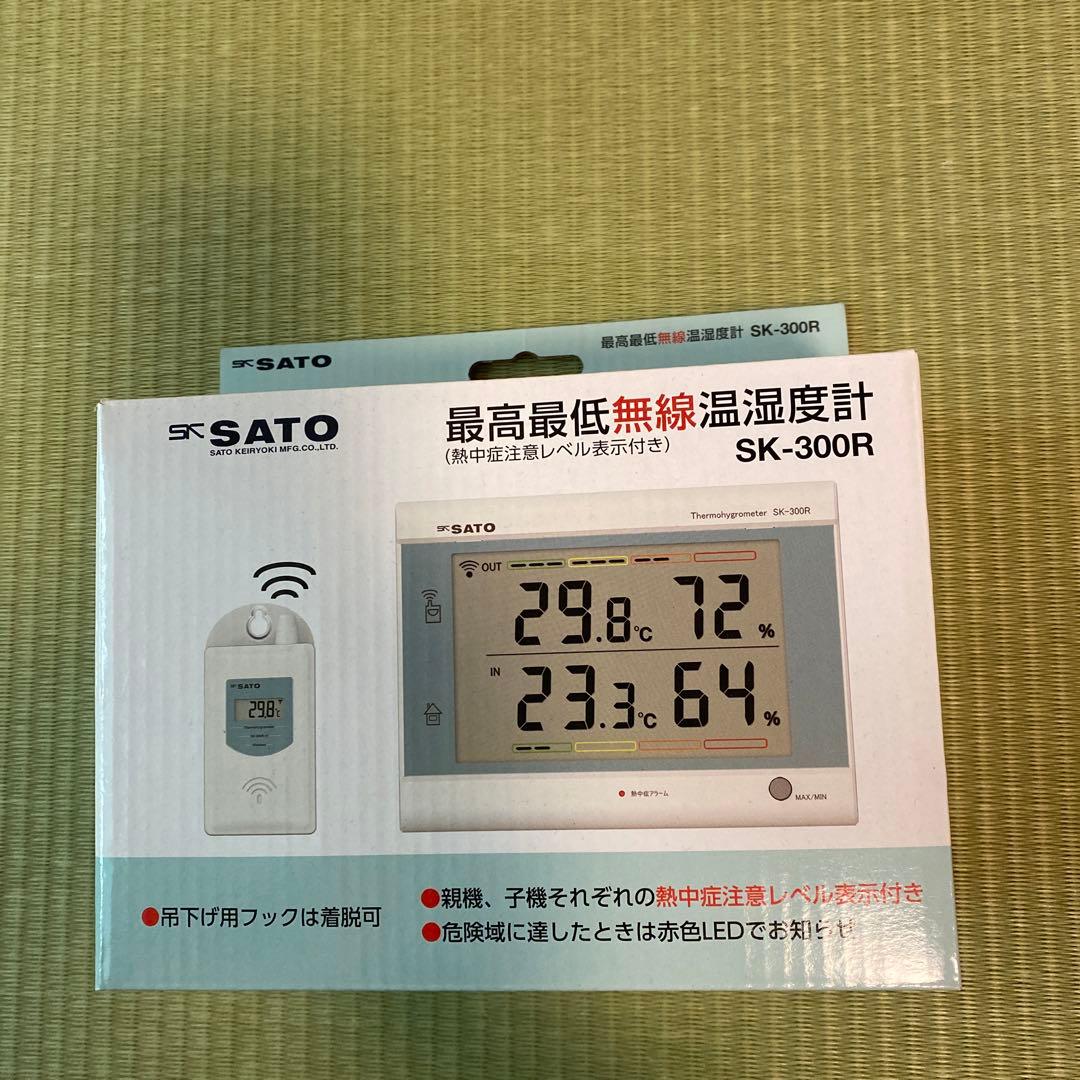 SK SATO
最高最低無線温湿度計 SK-300R
SK SATO
SATO KEIRYOKI MFG.CO.,LTD.
最高最低無線温湿度計
(熱中症注意レベル表示付き)
SK-300R
SK SATO
Thermohygrometer SK-300R
OUT
29.8℃ 72%
IN
23.3℃ 64%
熱中症アラーム
MAX/MIN
SK SATO
29.8℃
Thermohygrometer
●吊下げ用フックは着脱可
●親機、子機それぞれの熱中症注意レベル表示付き
●危険域に達したときは赤色LEDでお知らせ